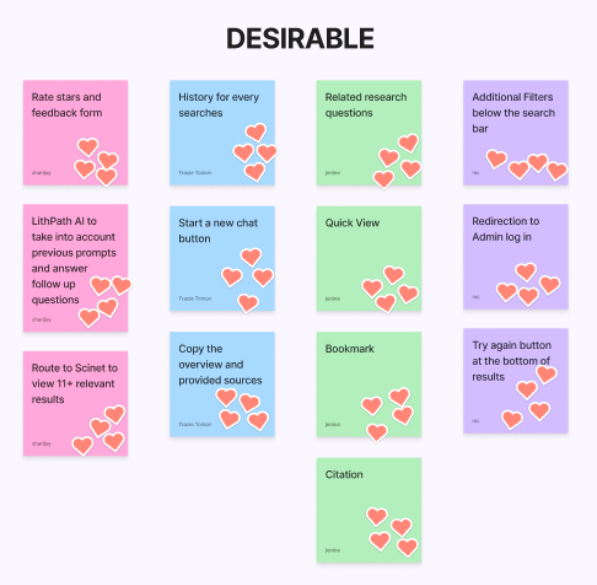 DESIRABLE
Rate stars and
feedback form
charljoy
LithPath AI to
take into account
previous prompts
and answer
follow up
questions
charljoy
Route to Scinet to
view 11+ relevant
results
charljoy
History for every
searches
Start a new chat
button
Copy the
overview and
provided sources
Related research
questions
Quick View
Bookmark
Citation
Additional Filters
below the search
bar
Redirection to
Admin log in
Try again button
at the bottom of
results